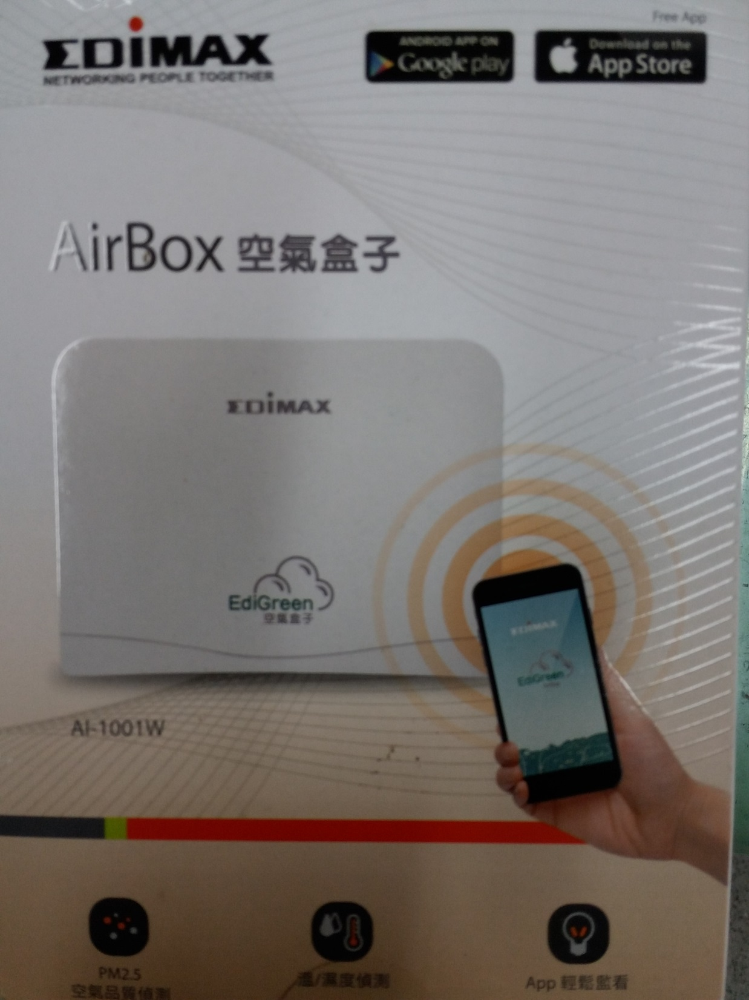 Free App
EDIMAX
NETWORKING PEOPLE TOGETHER
ANDROID APP ON
Google play
Download on the
App Store
AirBox 空氣盒子
EDIMAX
EdiGreen
空氣盒子
EDIMAX
EdiGreen
AI-1001W
PM2.5
空氣品質偵測
溫/濕度偵測
App 輕鬆監看